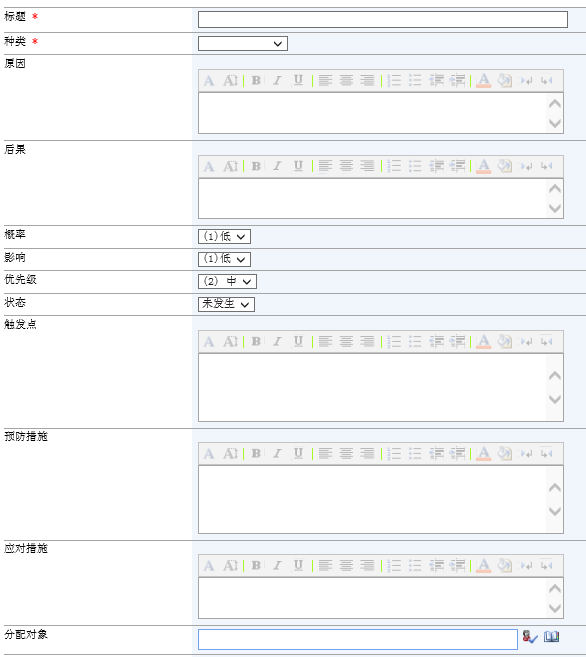 标题 *
种类 *
原因
后果
概率
(1)低
影响
(1)低
优先级
(2) 中
状态
未发生
触发点
预防措施
应对措施
分配对象